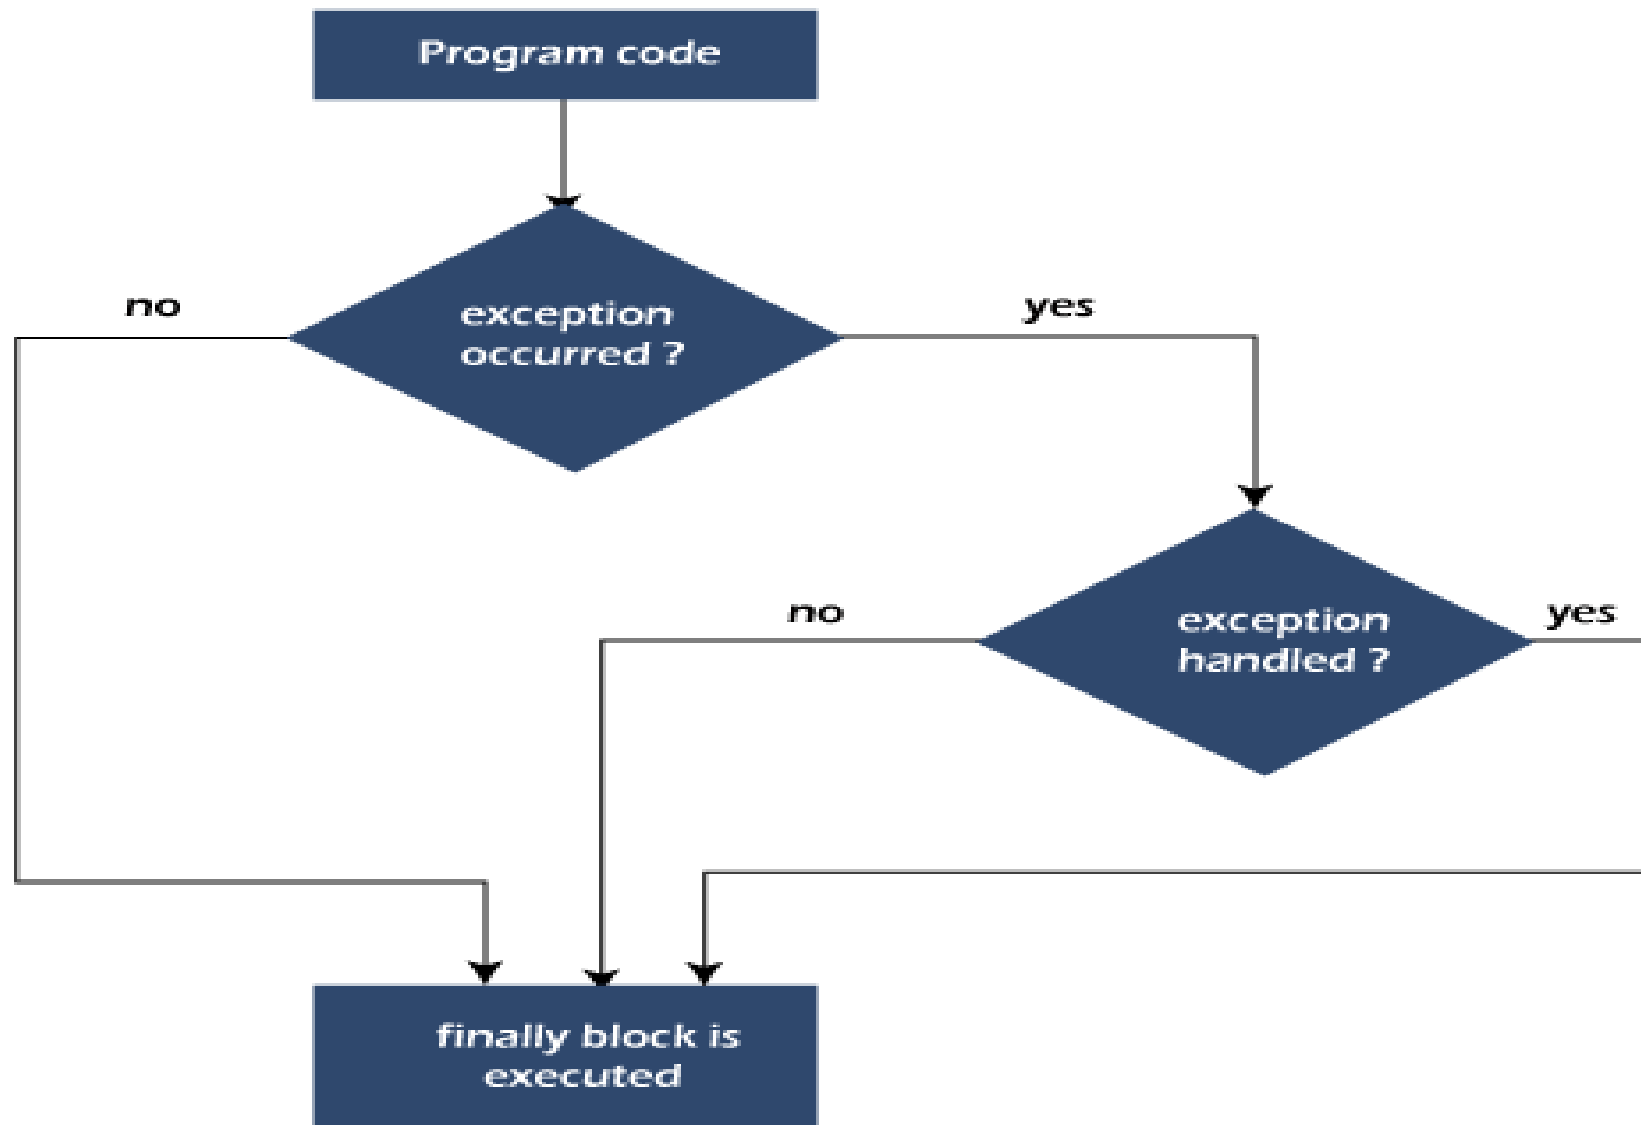 Program code
no
exception
occurred ?
yes
no
exception
handled ?
yes
finally block is
executed